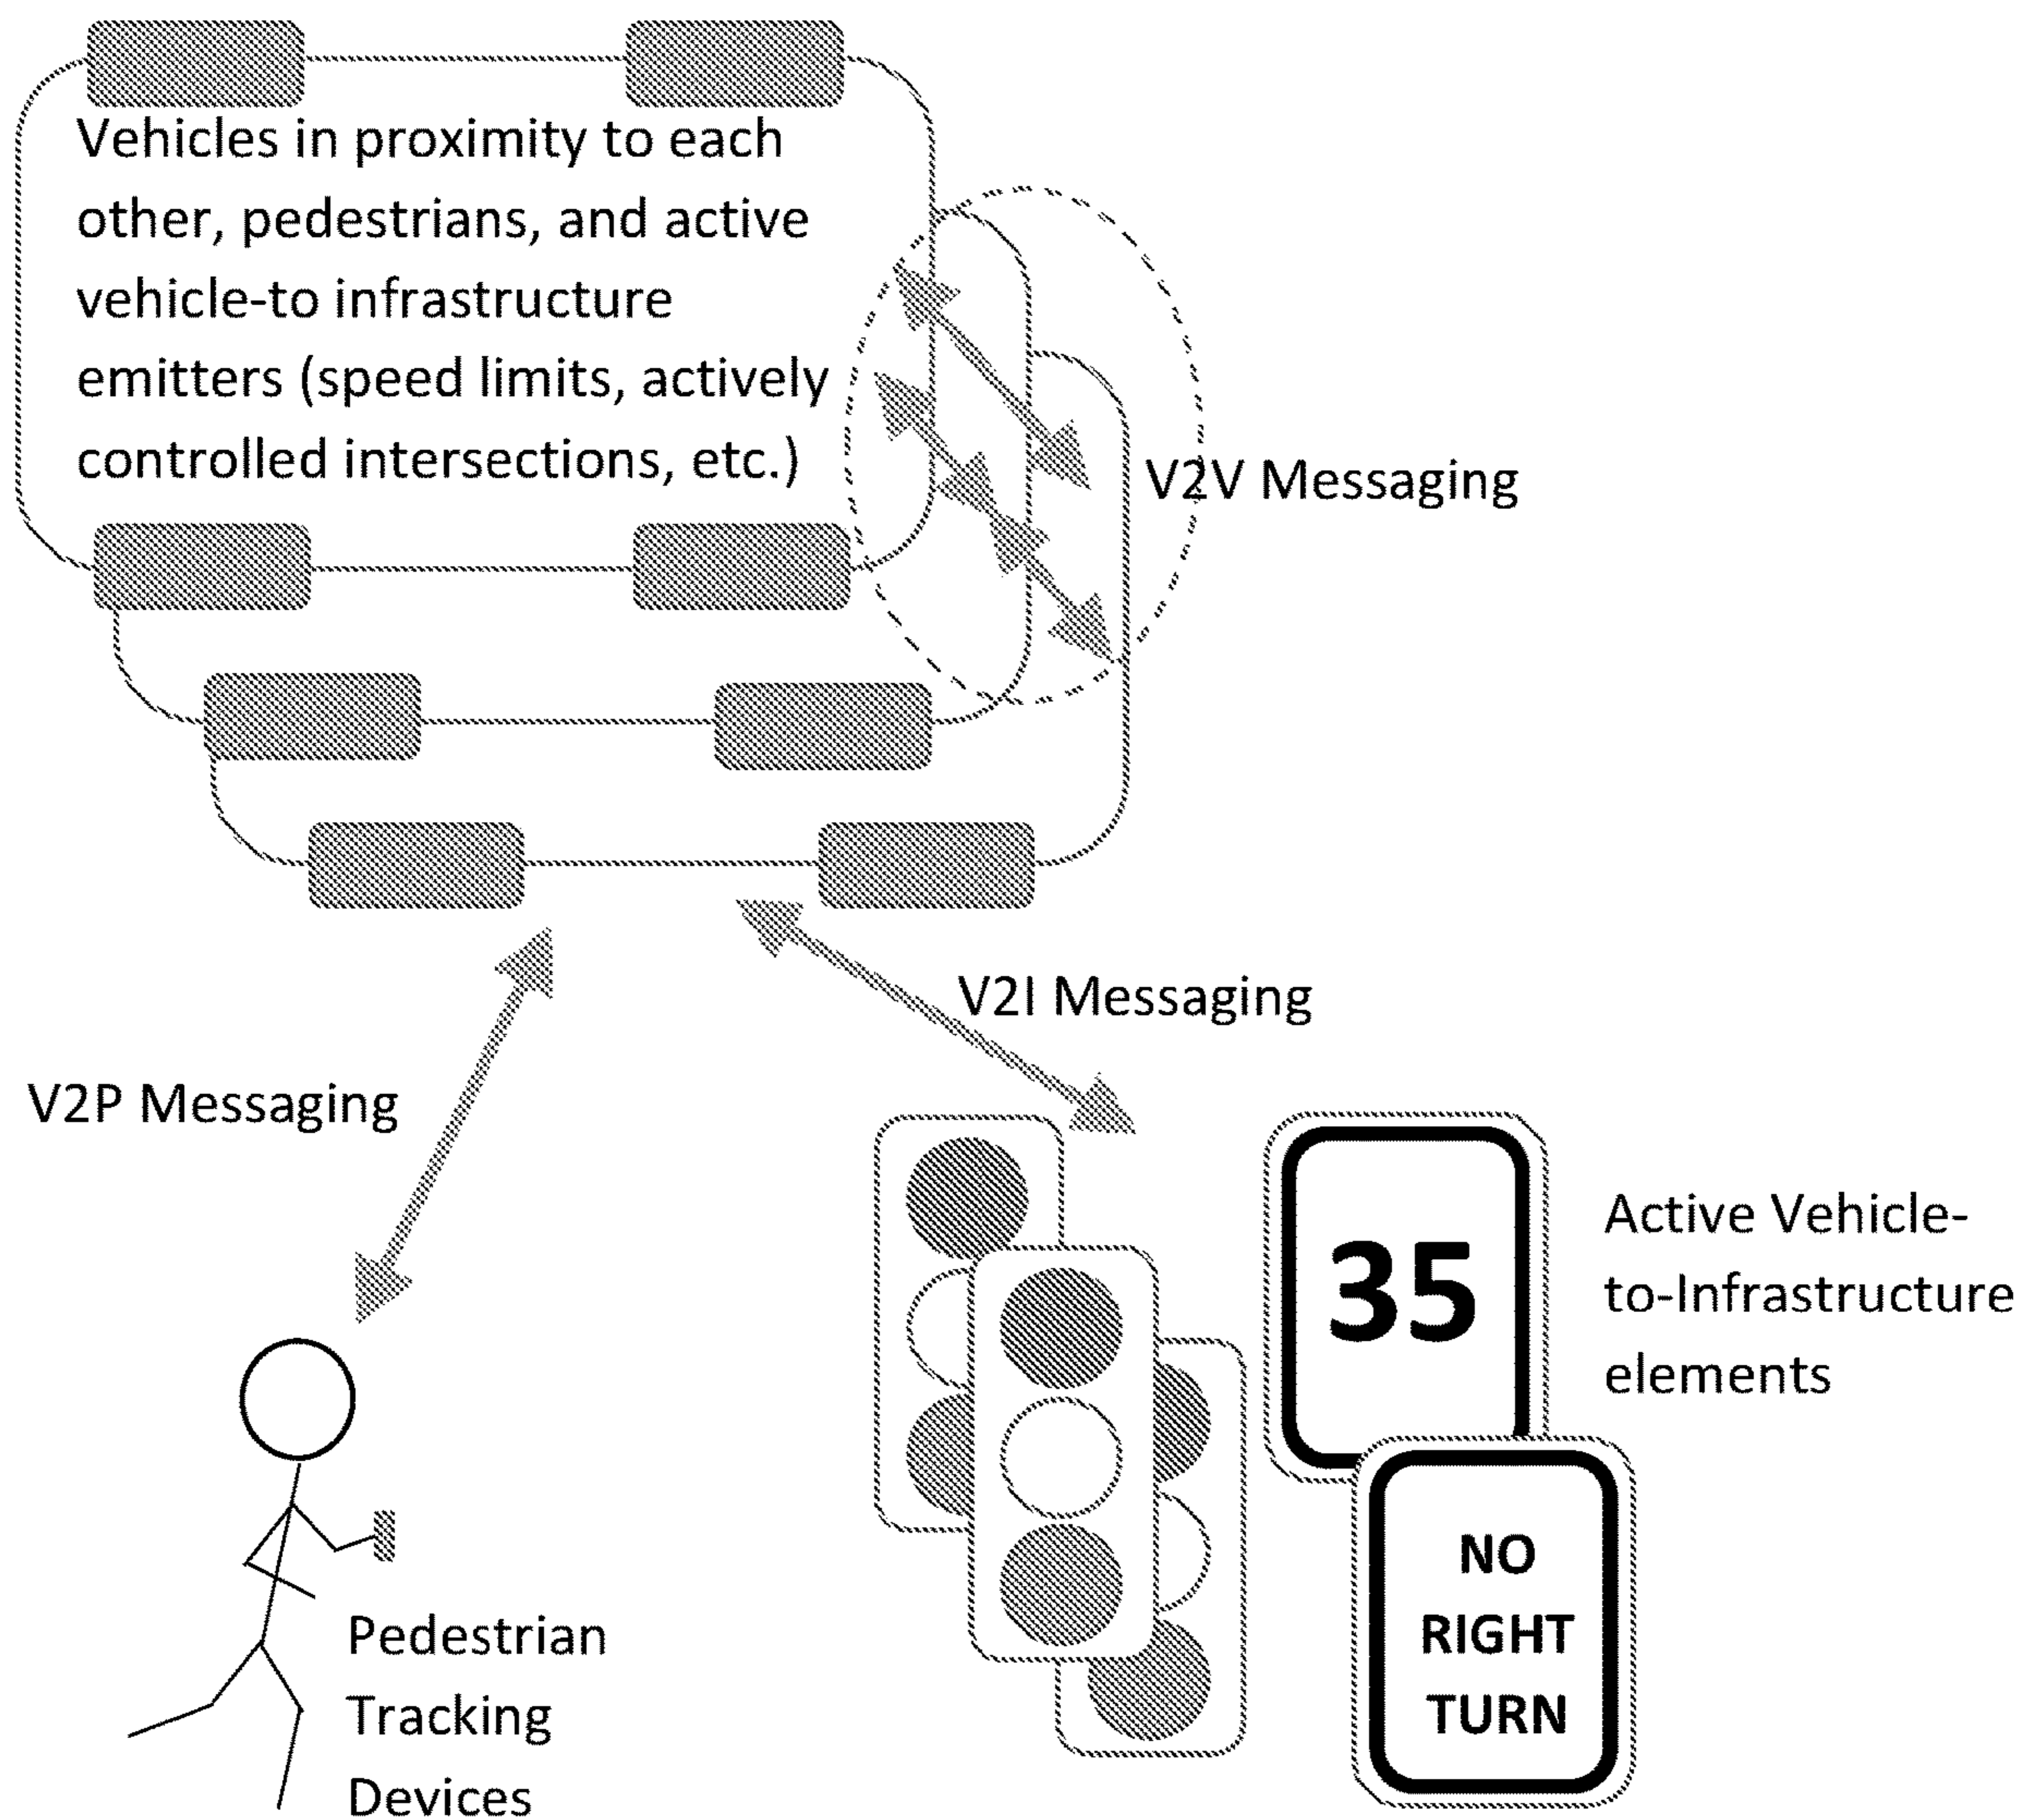 Vehicles in proximity to each
other, pedestrians, and active
vehicle-to infrastructure
emitters (speed limits, actively
controlled intersections, etc.)
V2V Messaging
V2I Messaging
V2P Messaging
35
Active Vehicle-
to-Infrastructure
elements
NO
RIGHT
TURN
Pedestrian
Tracking
Devices